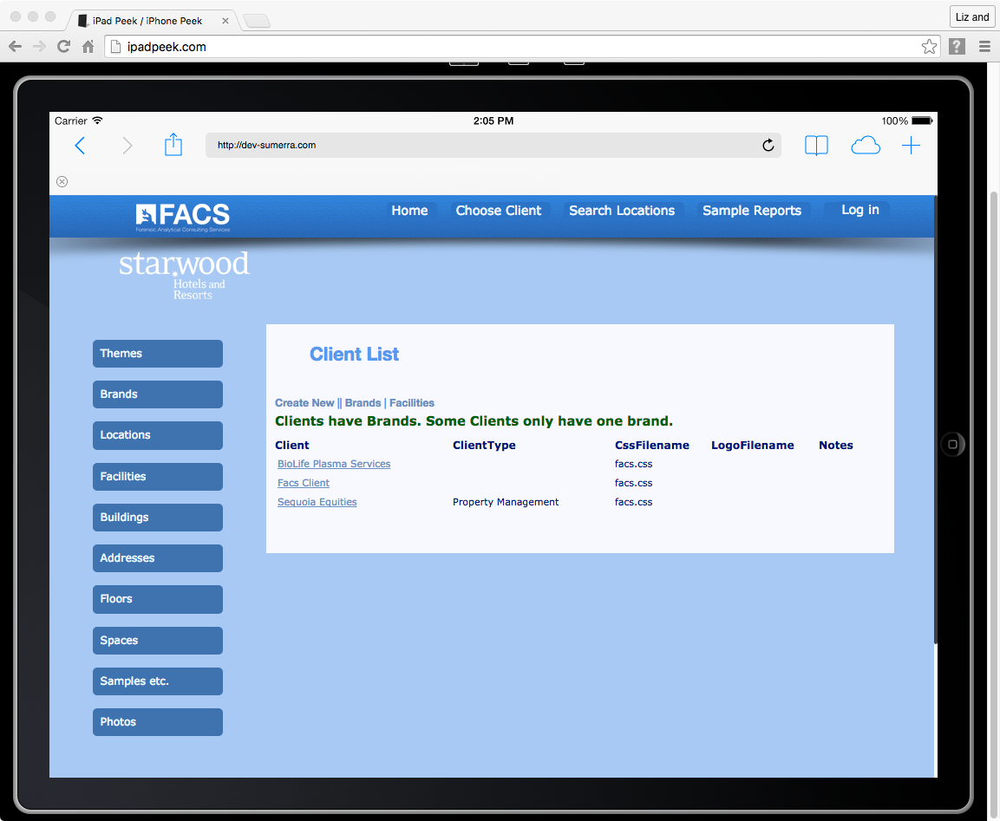 iPad Peek / iPhone Peek
Liz and
ipadpeek.com
Carrier 2:05 PM 100%
http://dev-sumerra.com
FACS
Forensic Analytical Consulting Services
Home Choose Client Search Locations Sample Reports Log in
starwood
Hotels and
Resorts
Themes
Brands
Locations
Facilities
Buildings
Addresses
Floors
Spaces
Samples etc.
Photos
Client List
Create New || Brands | Facilities
Clients have Brands. Some Clients only have one brand.
Client ClientType CssFilename LogoFilename Notes
BioLife Plasma Services facs.css
Facs Client facs.css
Sequoia Equities Property Management facs.css